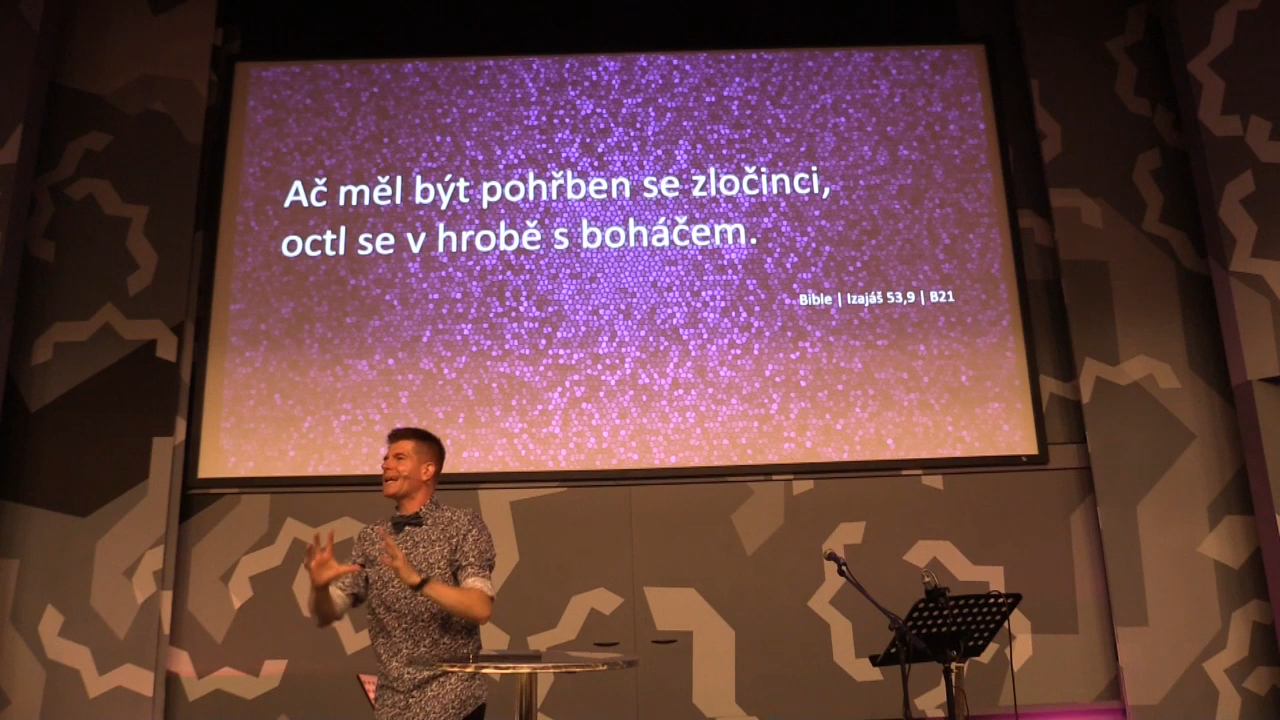 Ač měl být pohřben se zločinci,
octl se v hrobě s boháčem.
Bible | Izajáš 53,9 | B21